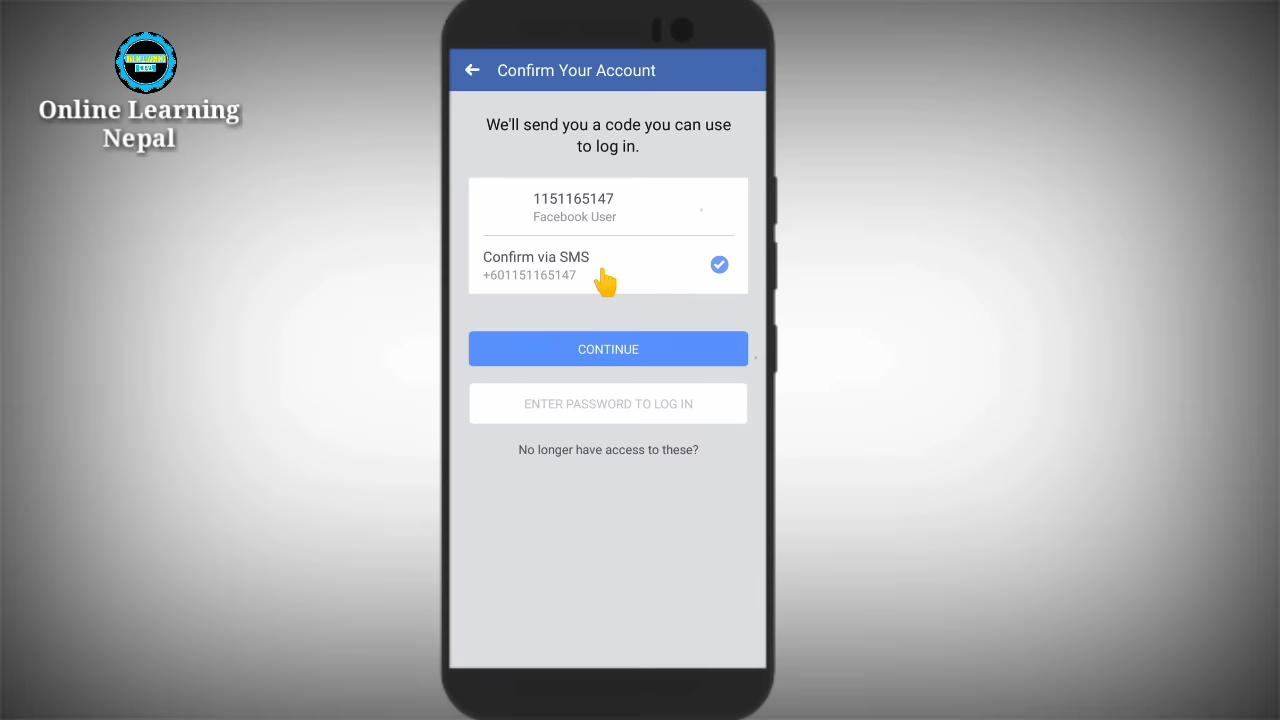 Online Learning
Nepal
Confirm Your Account
We'll send you a code you can use
to log in.
1151165147
Facebook User
Confirm via SMS
+601151165147
CONTINUE
ENTER PASSWORD TO LOG IN
No longer have access to these?